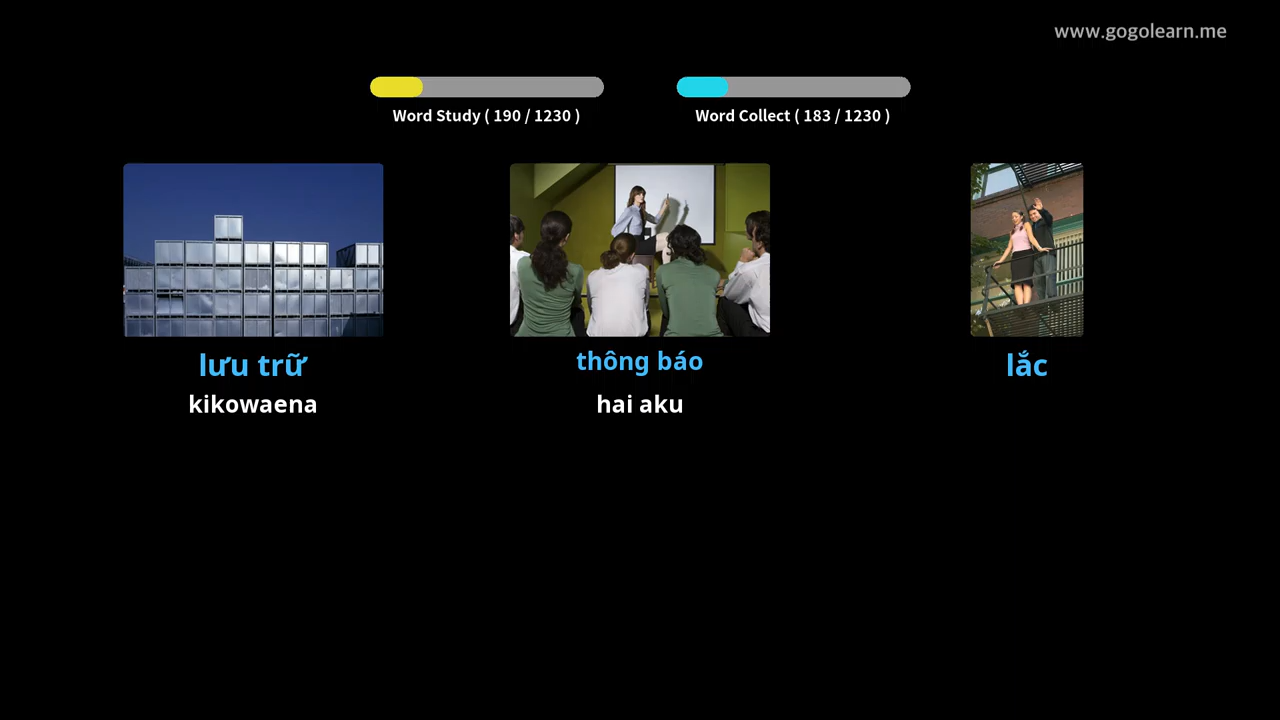 www.gogolearn.me
Word Study ( 190 / 1230 )
Word Collect ( 183 / 1230 )
lưu trữ
thông báo
lắc
kikowaena
hai aku